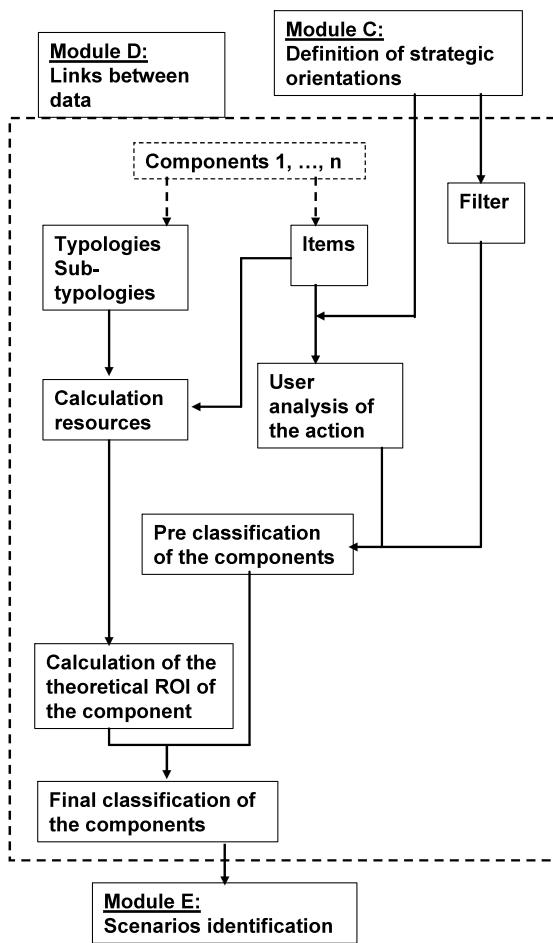 Module D:
Links between
data
Module C:
Definition of strategic
orientations
Components 1, ..., n
Filter
Typologies
Sub-
typologies
Items
Calculation
resources
User
analysis of
the action
Pre classification
of the components
Calculation of the
theoretical ROI of
the component
Final classification of
the components
Module E:
Scenarios identification